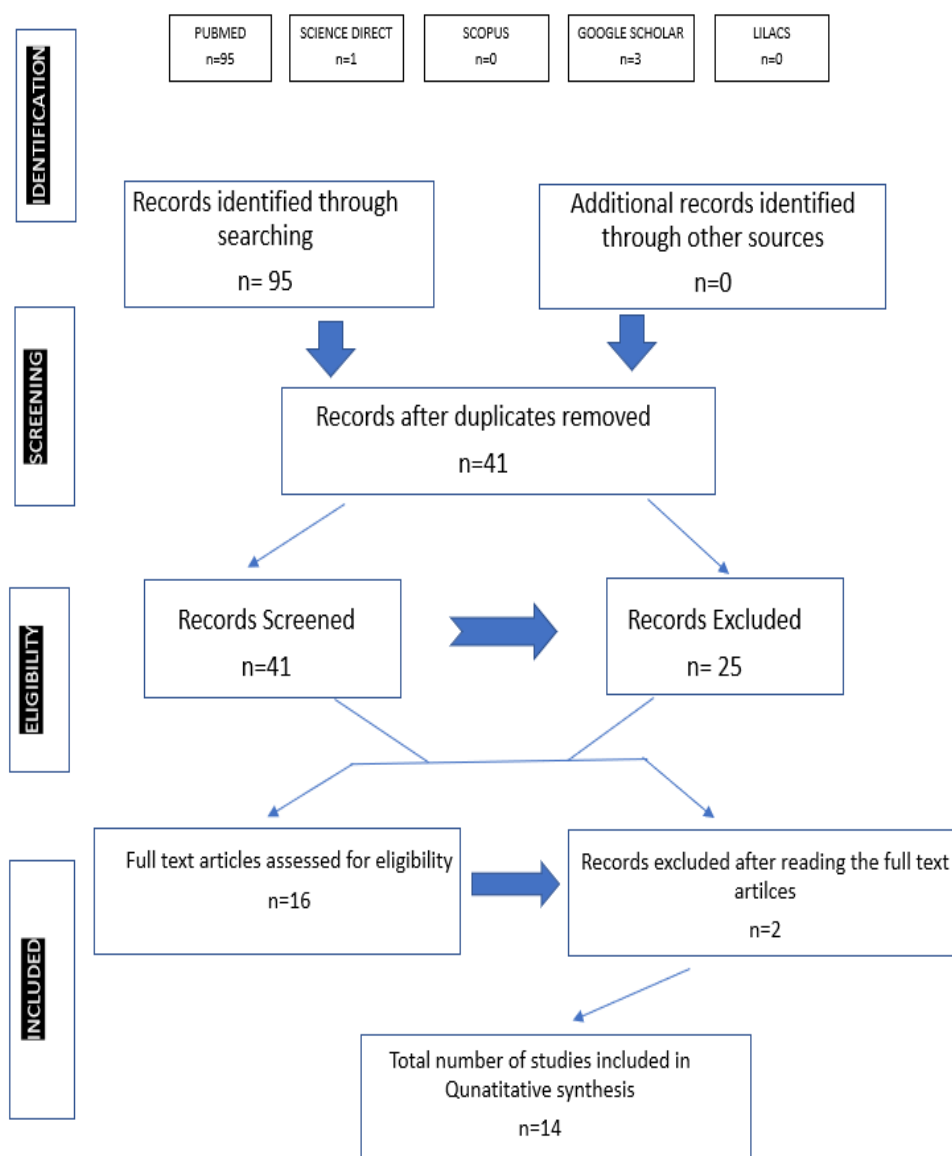 PUBMED
n=95
SCIENCE DIRECT
n=1
SCOPUS
n=0
GOOGLE SCHOLAR
n=3
LILACS
n=0
IDENTIFICATION
Records identified through
searching
n= 95
Additional records identified
through other sources
n=0
SCREENING
Records after duplicates removed
n=41
ELIGIBILITY
Records Screened
n=41
Records Excluded
n= 25
INCLUDED
Full text articles assessed for eligibility
n=16
Records excluded after reading the full text
artilces
n=2
Total number of studies included in
Qunatitative synthesis
n=14